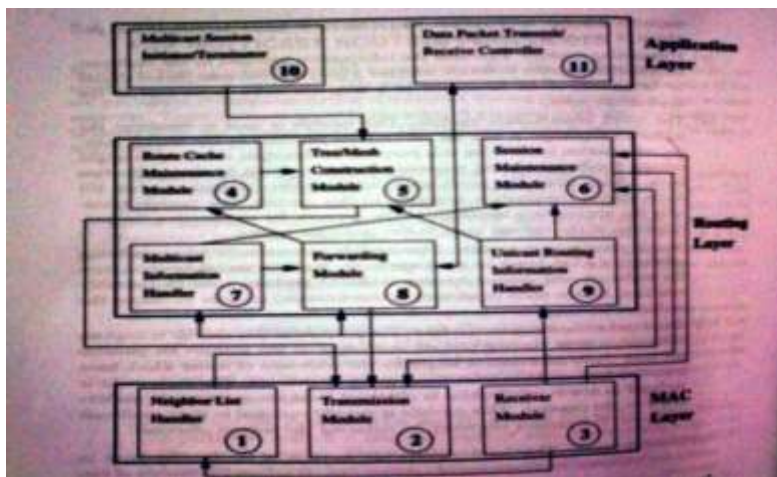 Multicast Session
Initiator/Terminator
10
Data Packet Transmit/
Receive Controller
11
Application
Layer
Route Cache
Maintenance
Module
4
Tree/Mesh
Construction
Module
5
Session
Maintenance
Module
6
Multicast
Information
Handler
7
Forwarding
Module
8
Unicast Routing
Information
Handler
9
Routing
Layer
Neighbor List
Handler
1
Transmission
Module
2
Receiver
Module
3
MAC
Layer